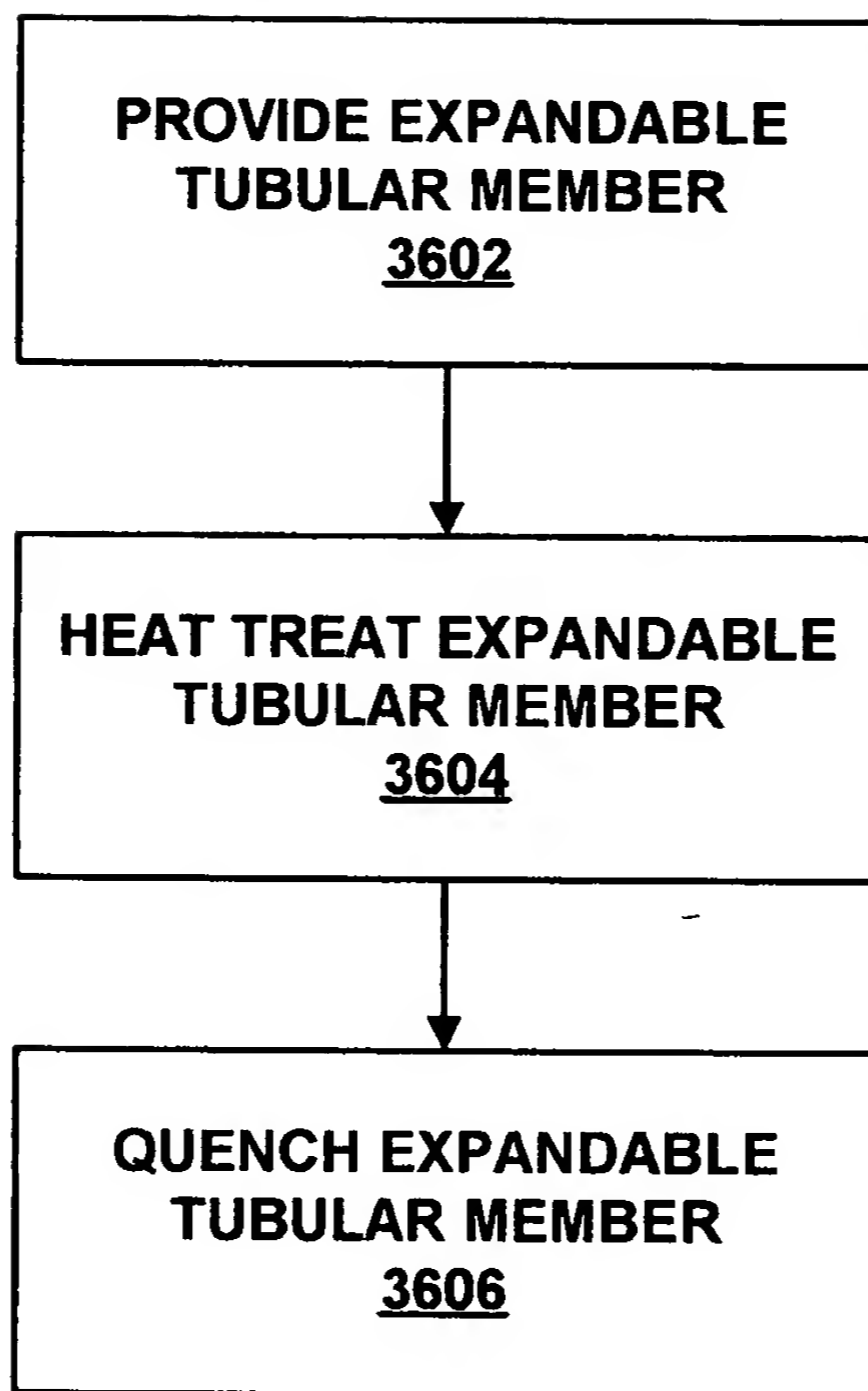 PROVIDE EXPANDABLE
TUBULAR MEMBER
3602
HEAT TREAT EXPANDABLE
TUBULAR MEMBER
3604
QUENCH EXPANDABLE
TUBULAR MEMBER
3606